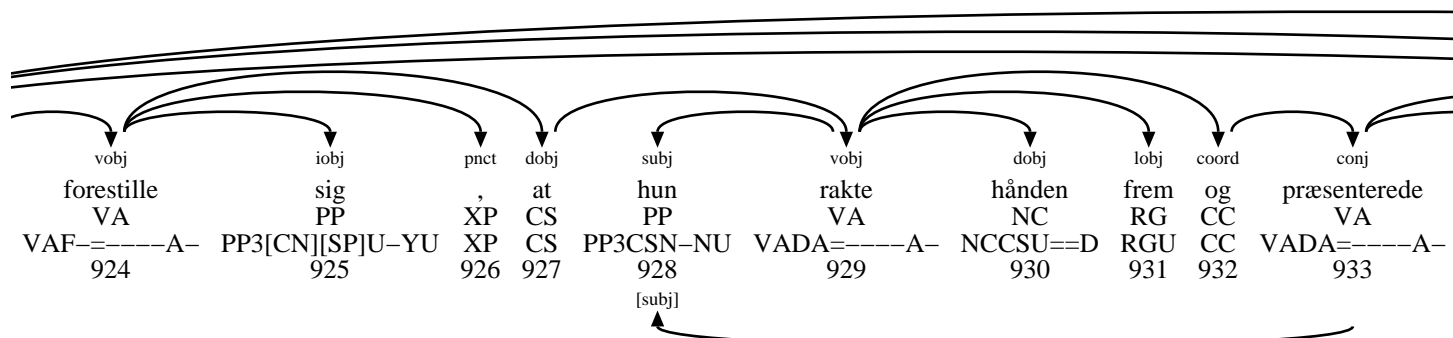 vobj iobj pnct dobj subj vobj dobj lobj coord conj
forestille sig , at hun rakte hånden frem og præsenterede
VA PP XP CS PP VA NC RG CC VA
VAF−=−−−−A− PP3[CN][SP]U−YU XP CS PP3CSN−NU VADA=−−−−A− NCCSU==D RGU CC VADA=−−−−A−
924 925 926 927 928 929 930 931 932 933
[subj]